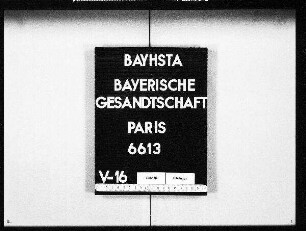 BAYHSTA
BAYERISCHE
GESANDTSCHAFT
PARIS
6613
V-16